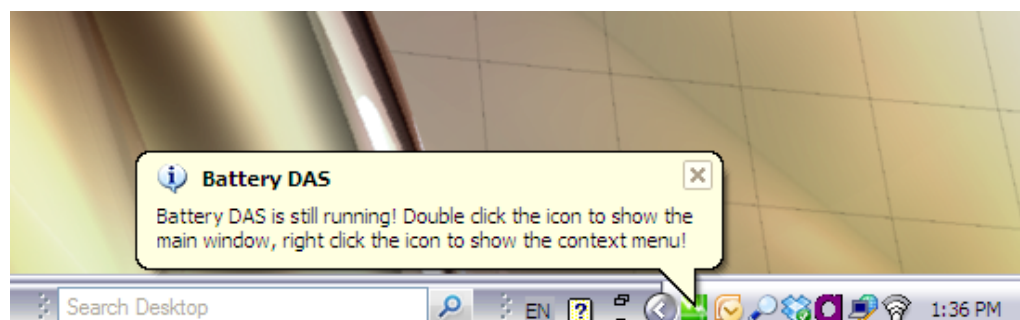 Battery DAS
Battery DAS is still running! Double click the icon to show the
main window, right click the icon to show the context menu!
Search Desktop
EN
?
1:36 PM